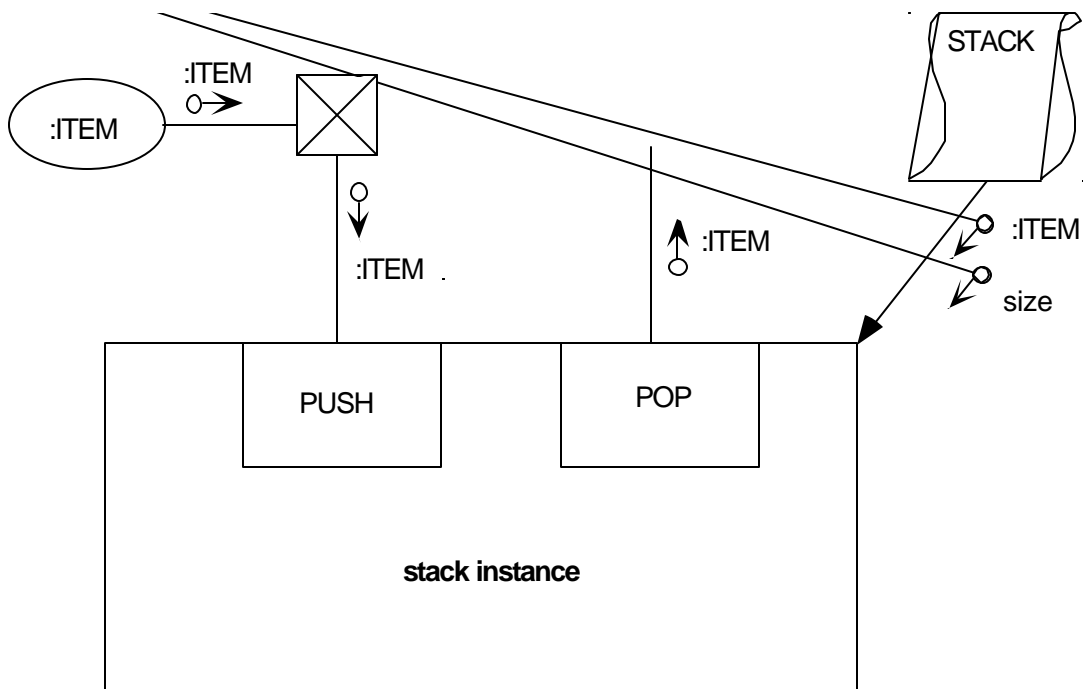 STACK
:ITEM
:ITEM
:ITEM
:ITEM
:ITEM
size
PUSH
POP
stack instance